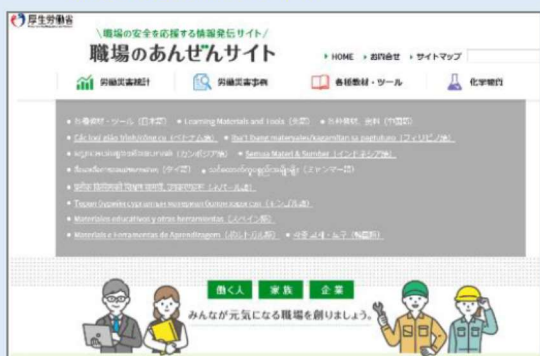 厚生労働省
\職場の安全を応援する情報発信サイト/
職場のあんぜんサイト
HOME お問合せ サイトマップ
労働災害統計 労働災害事例 各種教材・ツール 化学物質
• 各種教材・ツール（日本語） • Learning Materials and Tools（英語） • 各种教材、资料（中国語）
• Các loại giáo trình/công cụ（ベトナム語） • Iba't ibang materyales/kagamitan sa pagtuturo（フィリピノ語）
（カンボジア語） • Semua Materi & Sumber（インドネシア語）
（タイ語） （ミャンマー語）
（ネパール語）
（モンゴル語）
• Materiales educativos y otras herramientas（スペイン語）
• Materiais e Ferramentas de Aprendizagem（ポルトガル語） （韓国語）
働く人 家族 企業
みんなが元気になる職場を創りましょう。